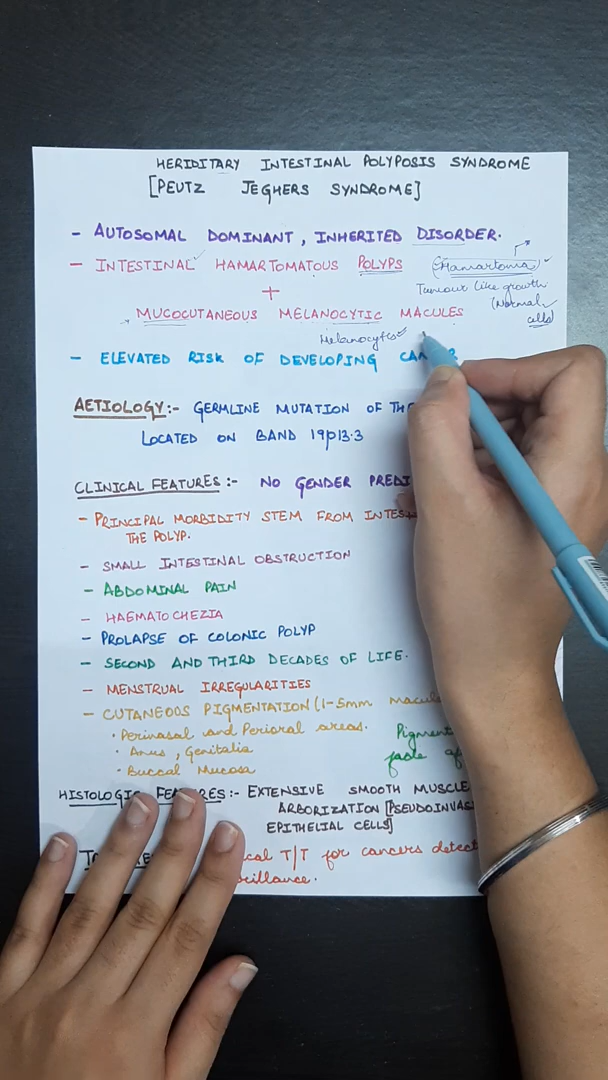 HERIDITARY INTESTINAL POLYPOSIS SYNDROME
[PEUTZ JEGHERS SYNDROME]
- AUTOSOMAL DOMINANT, INHERITED DISORDER.
- INTESTINAL HAMARTOMATOUS POLYPS (Hamartoma)
+ Tumour like growth
(Normal cells)
MUCOCUTANEOUS MELANOCYTIC MACULES
Melanocytes
- ELEVATED RISK OF DEVELOPING
AETIOLOGY:- GERMLINE MUTATION OF
LOCATED ON BAND 19p13.3
CLINICAL FEATURES:- NO GENDER
- PRINCIPAL MORBIDITY STEM FROM
THE POLYP.
- SMALL INTESTINAL OBSTRUCTION
- ABDOMINAL PAIN
- HAEMATOCHEZIA
- PROLAPSE OF COLONIC POLYP
- SECOND AND THIRD DECADES OF LIFE.
- MENSTRUAL IRREGULARITIES
- CUTANEOUS PIGMENTATION (1-5mm
• Perinasal and Perioral areas.
• Anus, Genitalia
• Buccal Mucosa
Pigment
fade
HISTOLOGIC FEATURES:- EXTENSIVE SMOOTH MUSCLE
ARBORIZATION [PSEUDOINVAS
EPITHELIAL CELLS]
T/T for cancers